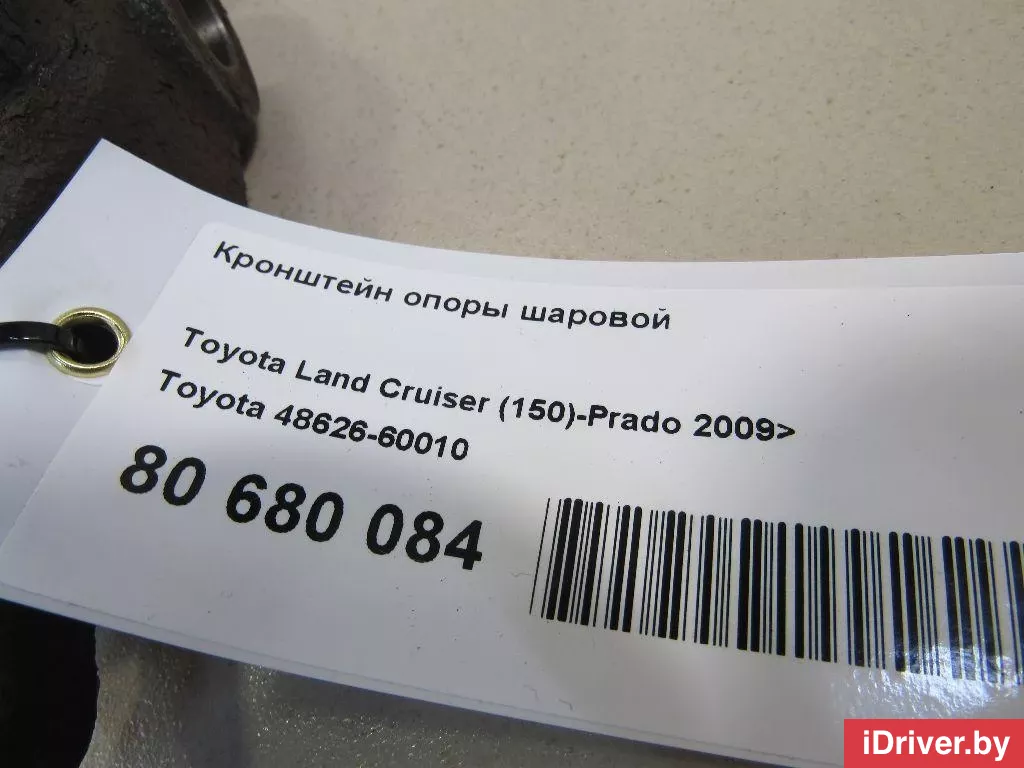 Кронштейн опоры шаровой
Toyota Land Cruiser (150)-Prado 2009>
Toyota 48626-60010
80 680 084
iDriver.by